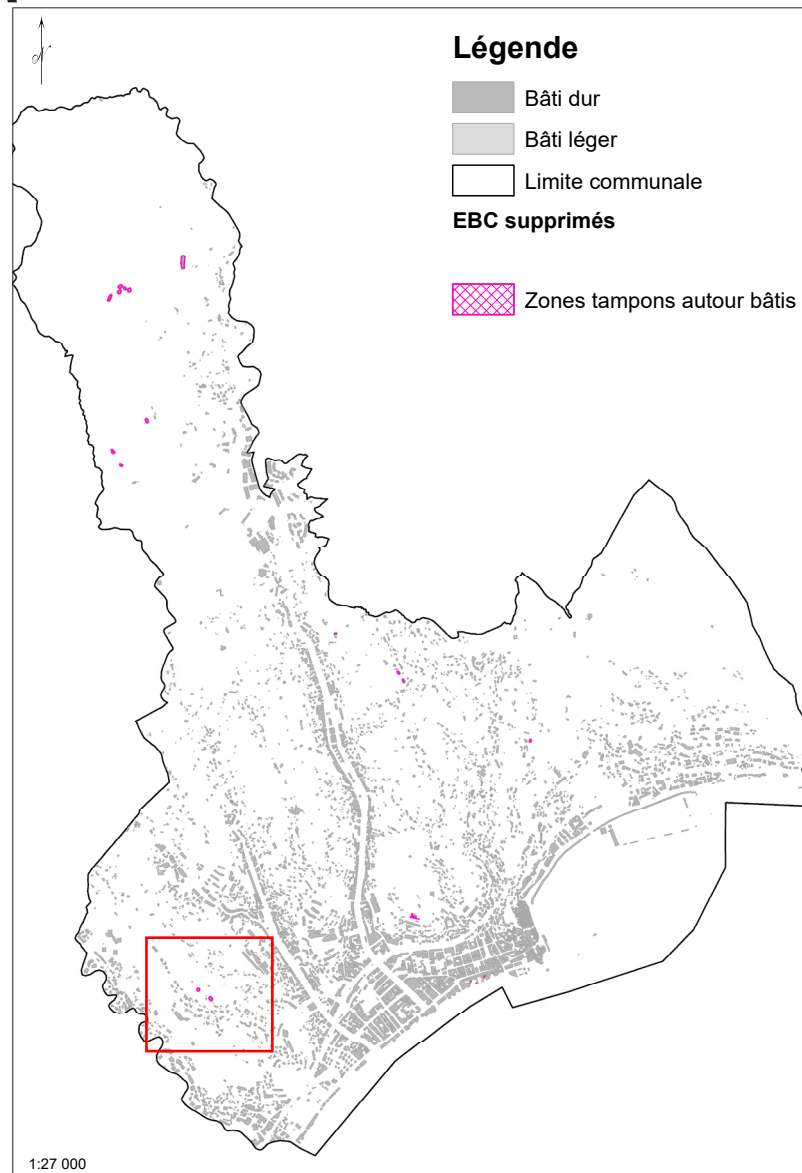 N
Légende
Bâti dur
Bâti léger
Limite communale
EBC supprimés
Zones tampons autour bâtis
1:27 000